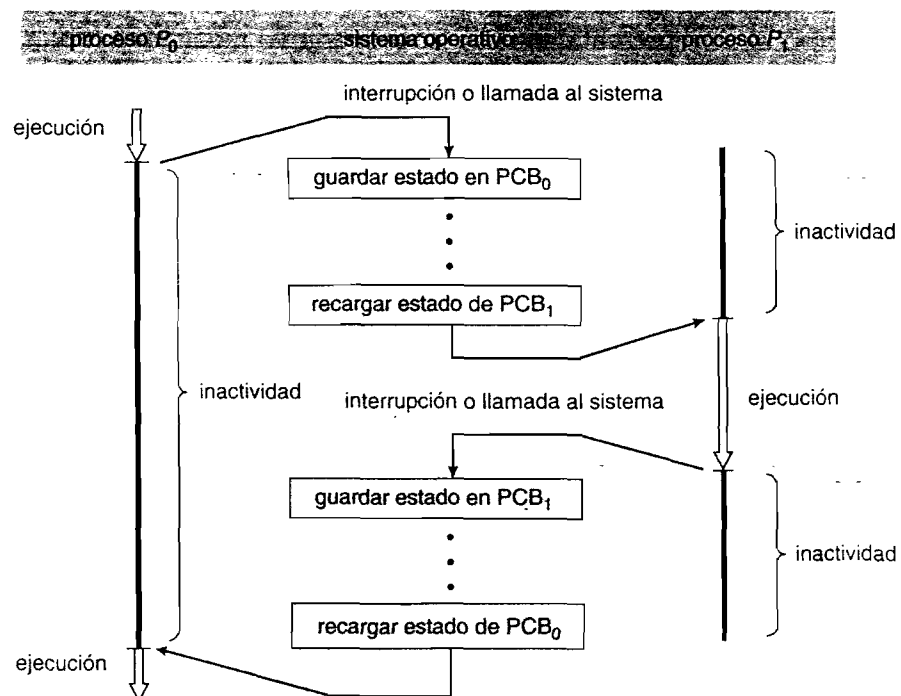 proceso P₀ sistema operativo proceso P₁
interrupción o llamada al sistema
ejecución
guardar estado en PCB₀
inactividad
recargar estado de PCB₁
inactividad
interrupción o llamada al sistema
ejecución
guardar estado en PCB₁
inactividad
recargar estado de PCB₀
ejecución